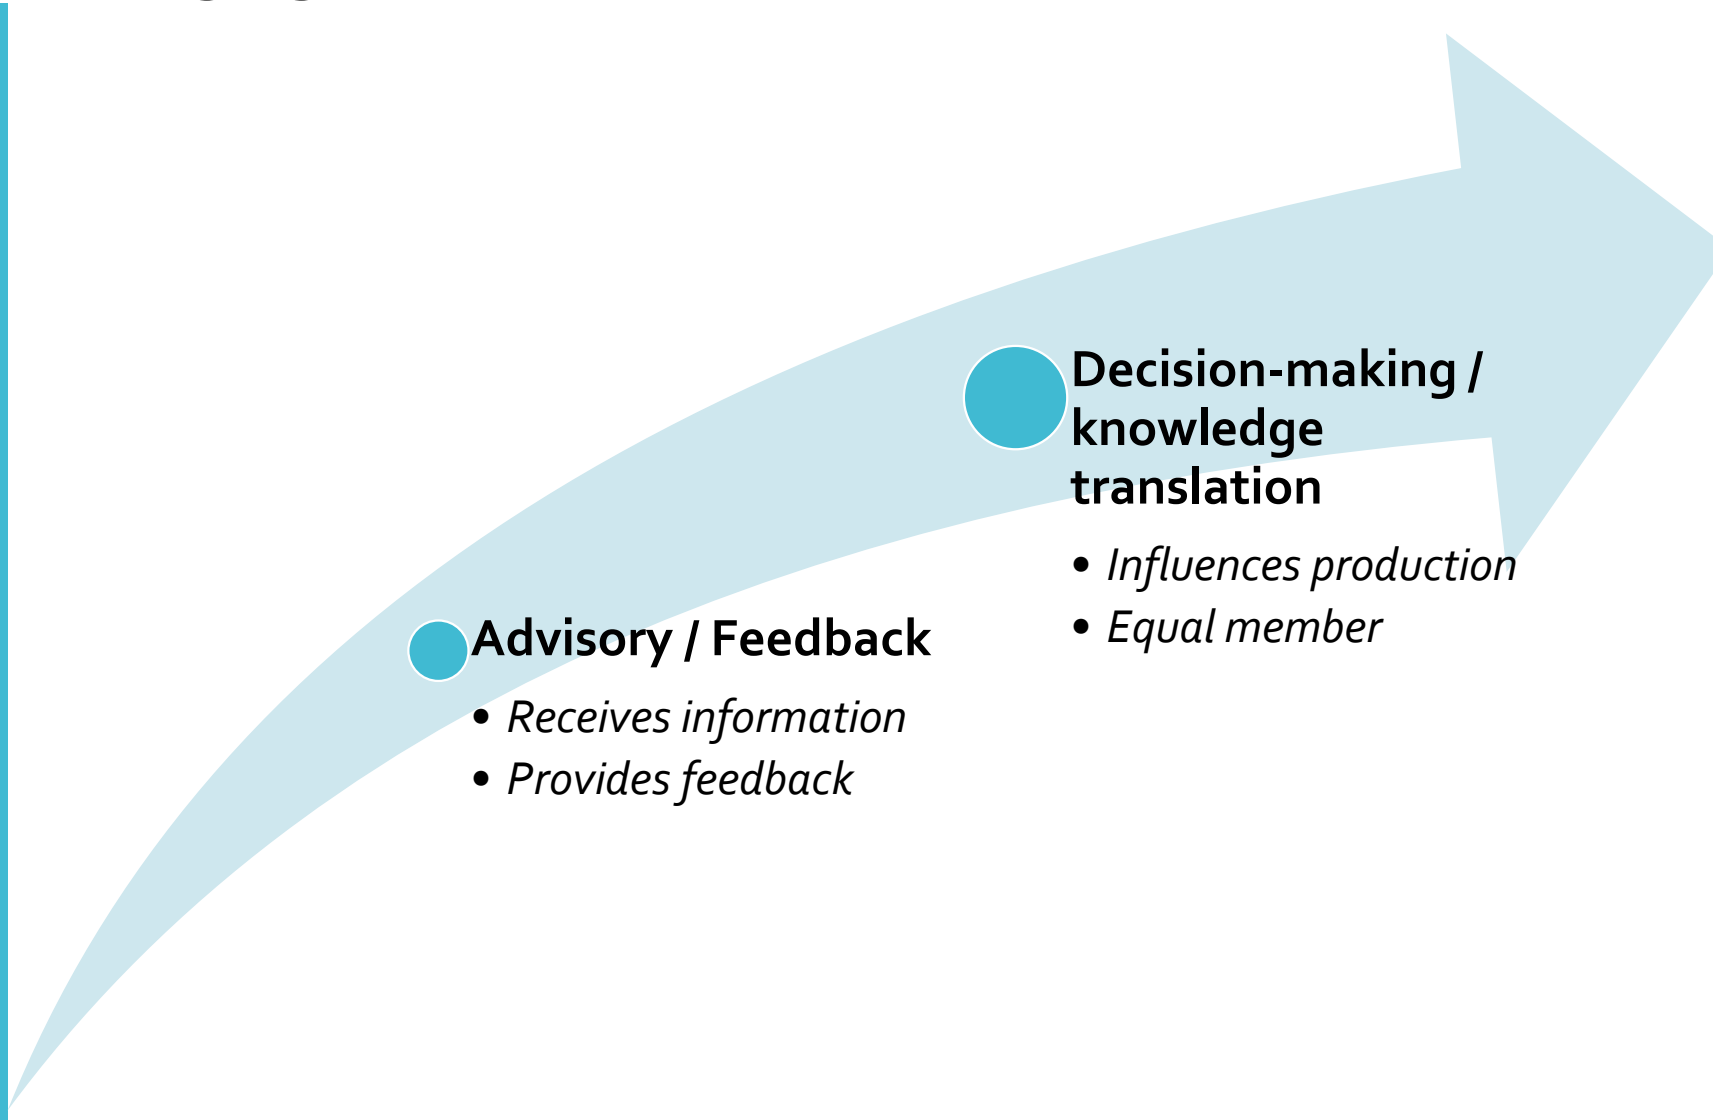 Advisory / Feedback
• Receives information
• Provides feedback
Decision-making /
knowledge
translation
• Influences production
• Equal member